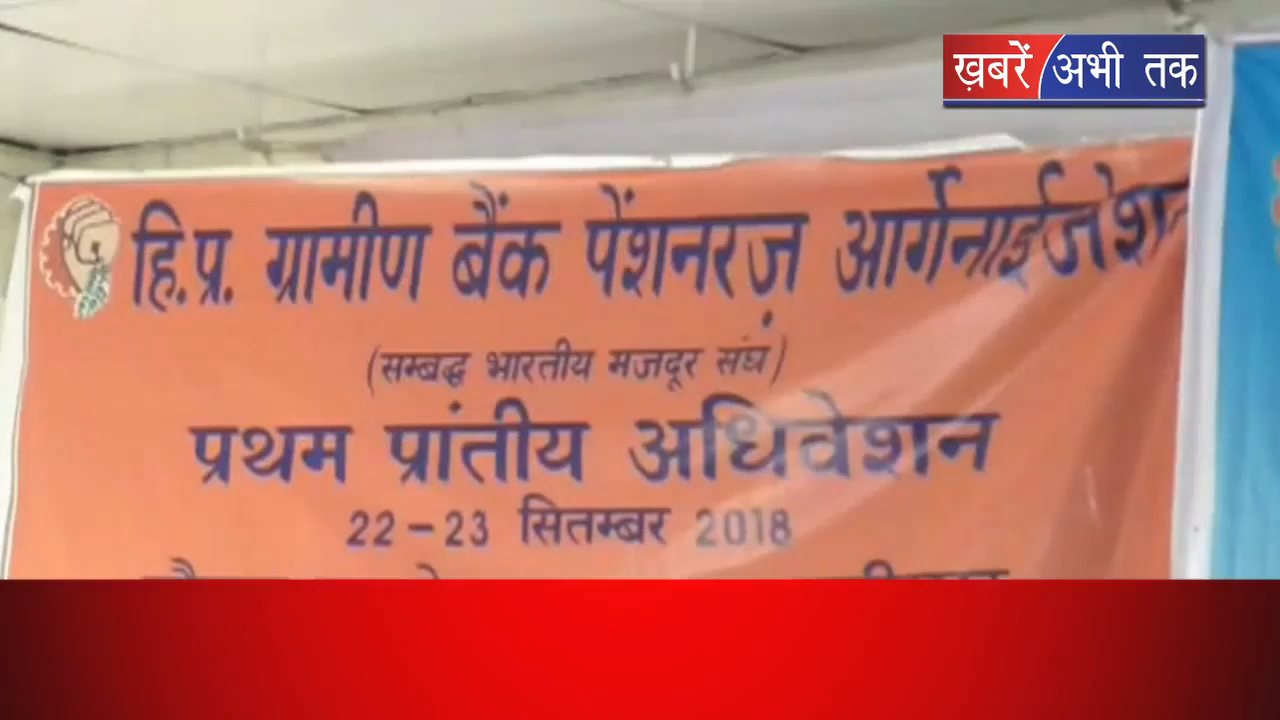 ख़बरें अभी तक
हि.प्र. ग्रामीण बैंक पेंशनरज़ आर्गेनाईजेशन
(सम्बद्ध भारतीय मजदूर संघ)
प्रथम प्रांतीय अधिवेशन
22-23 सितम्बर 2018